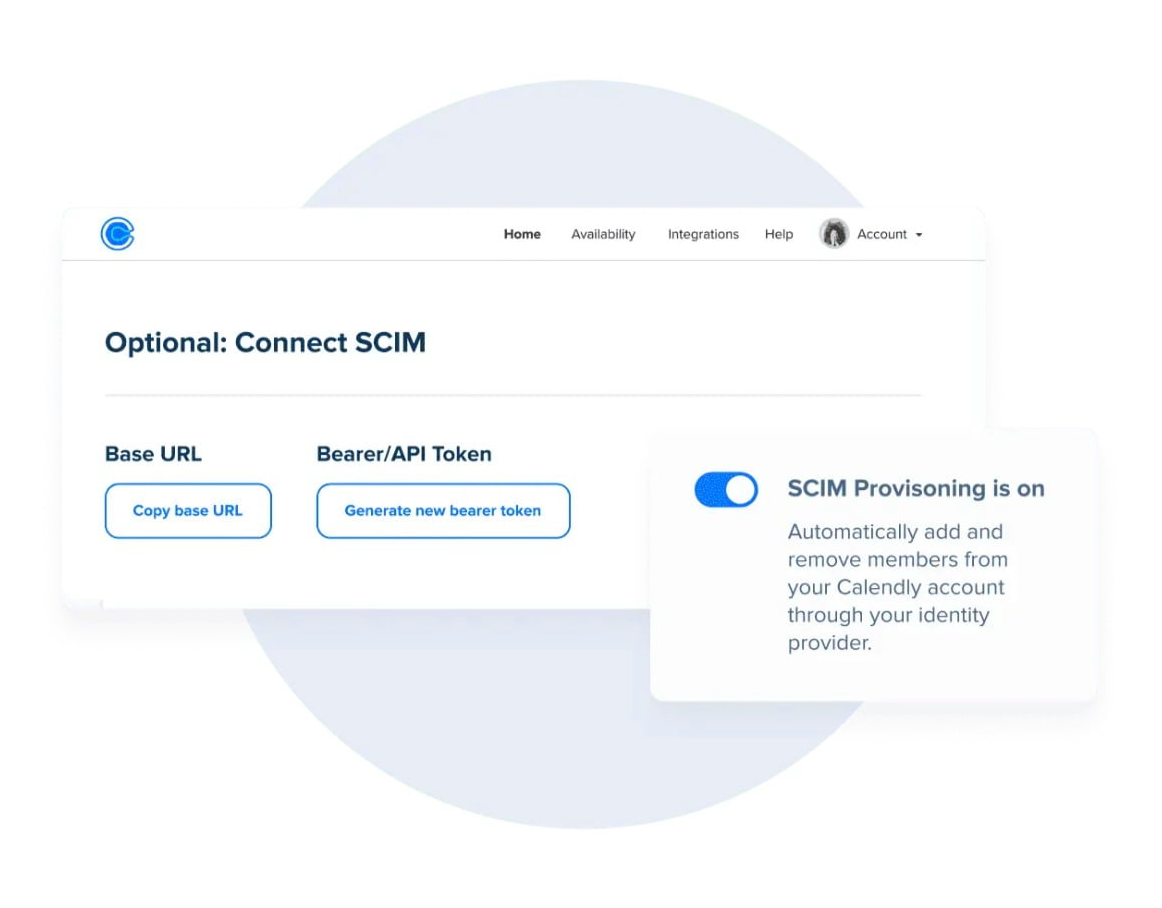 Home Availability Integrations Help Account
Optional: Connect SCIM
Base URL Bearer/API Token
Copy base URL Generate new bearer token
SCIM Provisoning is on
Automatically add and
remove members from
your Calendly account
through your identity
provider.